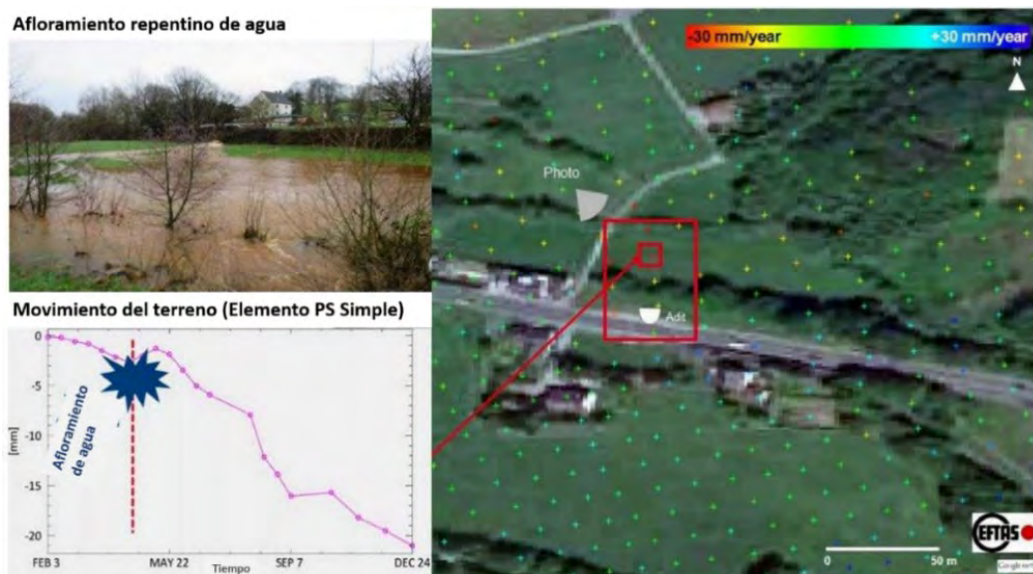 Afloramiento repentino de agua
-30 mm/year
+30 mm/year
N
Photo
Adit
Movimiento del terreno (Elemento PS Simple)
0
-5
-10
-15
-20
[mm]
Afloramiento
de agua
FEB 3
MAY 22
SEP 7
DEC 24
Tiempo
50 m
0
EFTAS